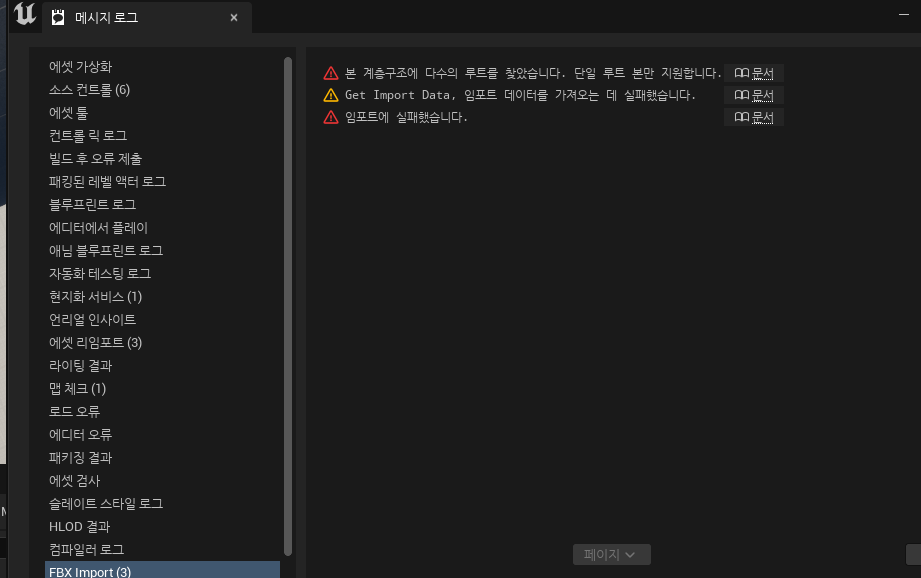 메시지 로그
에셋 가상화
소스 컨트롤 (6)
에셋 툴
컨트롤 릭 로그
빌드 후 오류 제출
패킹된 레벨 액터 로그
블루프린트 로그
에디터에서 플레이
애님 블루프린트 로그
자동화 테스팅 로그
현지화 서비스 (1)
언리얼 인사이트
에셋 리임포트 (3)
라이팅 결과
맵 체크 (1)
로드 오류
에디터 오류
패키징 결과
에셋 검사
슬레이트 스타일 로그
HLOD 결과
컴파일러 로그
FBX Import (3)
본 계층구조에 다수의 루트를 찾았습니다. 단일 루트 본만 지원합니다. 문서
Get Import Data, 임포트 데이터를 가져오는 데 실패했습니다. 문서
임포트에 실패했습니다. 문서
페이지